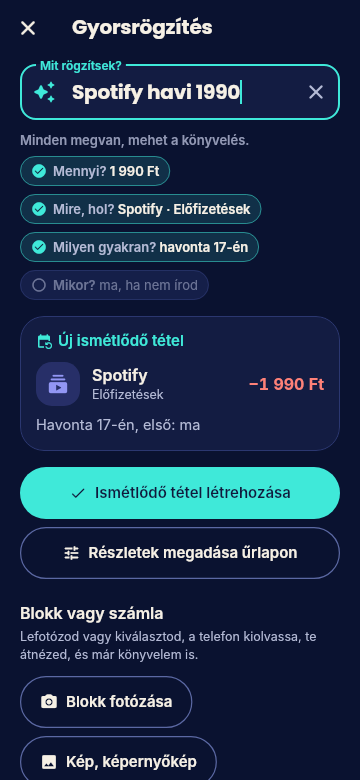 Gyorsrögzítés
Mit rögzítsek?
Spotify havi 1990
Minden megvan, mehet a könyvelés.
Mennyi? 1 990 Ft
Mire, hol? Spotify · Előfizetések
Milyen gyakran? havonta 17-én
Mikor? ma, ha nem írod
Új ismétlődő tétel
Spotify
Előfizetések
−1 990 Ft
Havonta 17-én, első: ma
Ismétlődő tétel létrehozása
Részletek megadása űrlapon
Blokk vagy számla
Lefotózod vagy kiválasztod, a telefon kiolvassa, te
átnézed, és már könyvelem is.
Blokk fotózása
Kép, képernyőkép